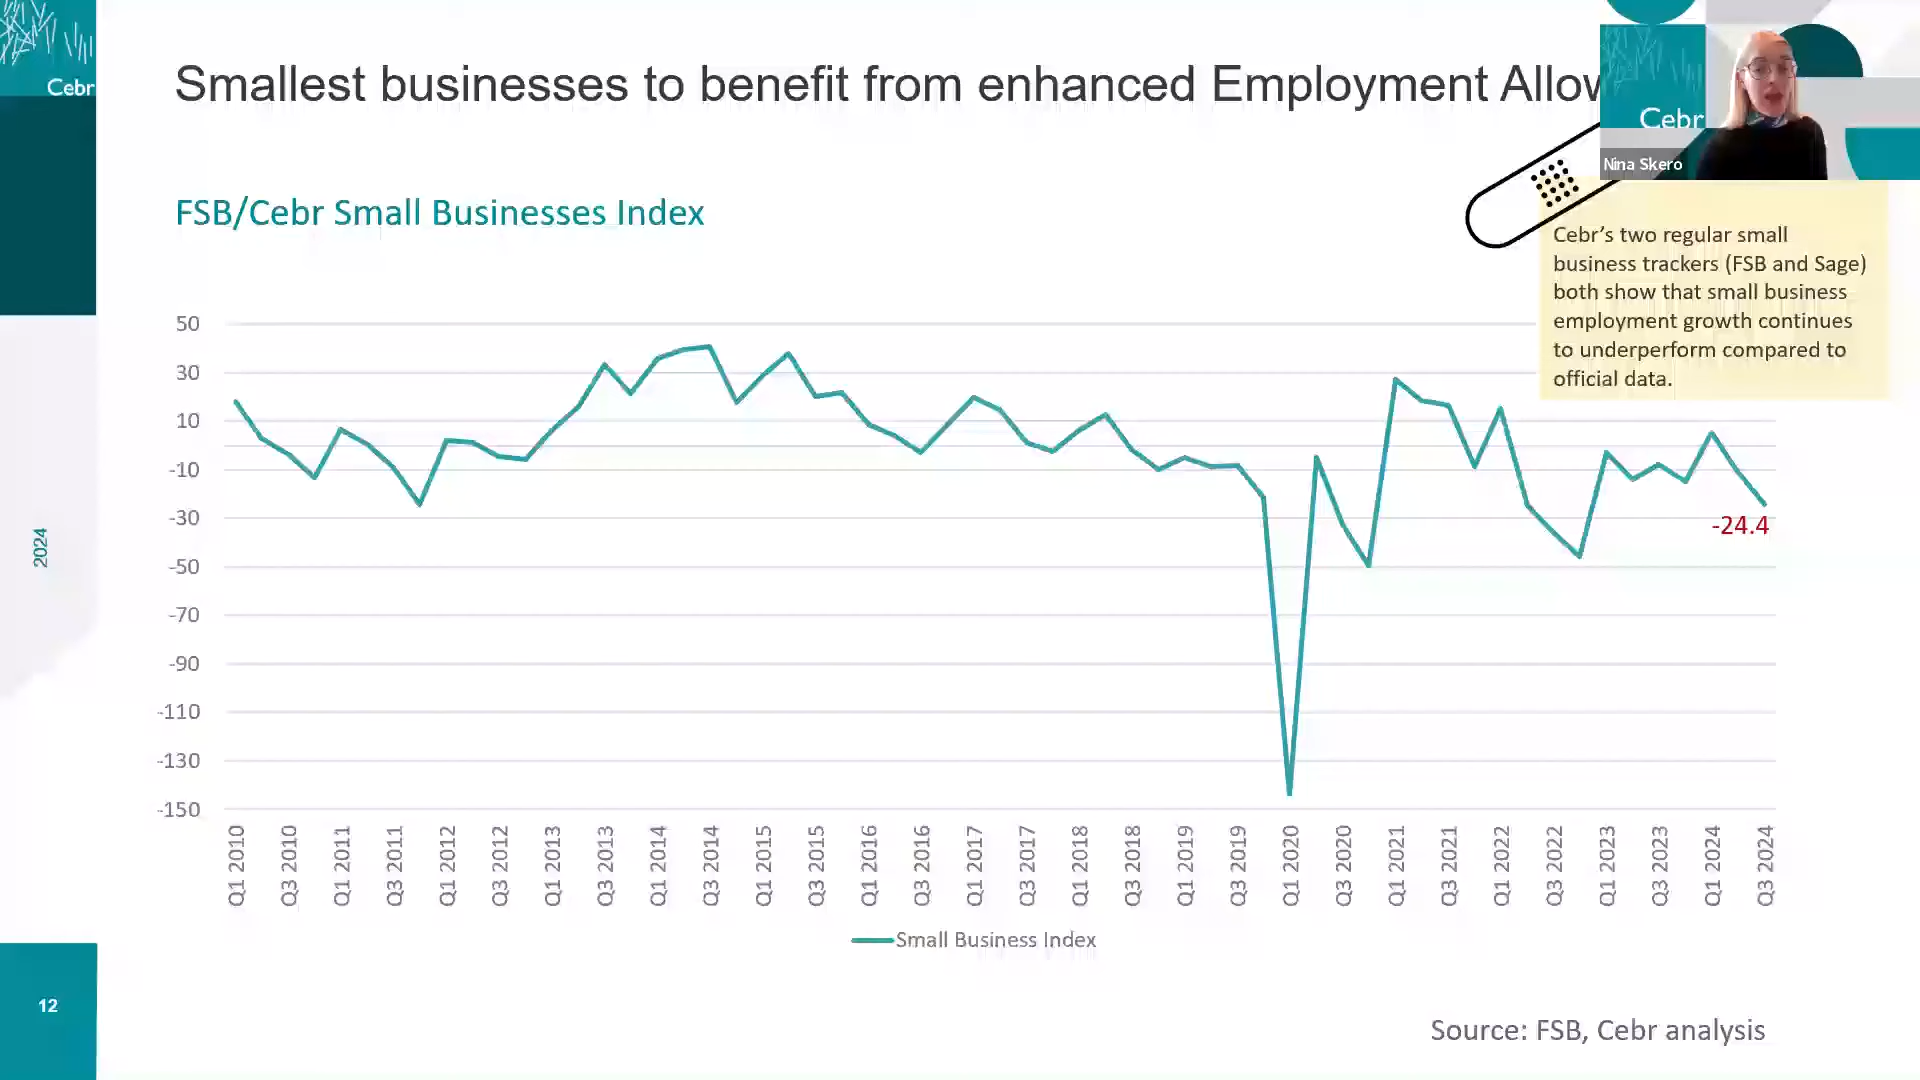 Cebr
Smallest businesses to benefit from enhanced Employment
Cebr
Nina Skero
FSB/Cebr Small Businesses Index
Cebr’s two regular small
business trackers (FSB and Sage)
both show that small business
employment growth continues
to underperform compared to
official data.
50
30
10
-10
-30
-50
-70
-90
-110
-130
-150
-24.4
Q1 2010
Q3 2010
Q1 2011
Q3 2011
Q1 2012
Q3 2012
Q1 2013
Q3 2013
Q1 2014
Q3 2014
Q1 2015
Q3 2015
Q1 2016
Q3 2016
Q1 2017
Q3 2017
Q1 2018
Q3 2018
Q1 2019
Q3 2019
Q1 2020
Q3 2020
Q1 2021
Q3 2021
Q1 2022
Q3 2022
Q1 2023
Q3 2023
Q1 2024
Q3 2024
Small Business Index
2024
12
Source: FSB, Cebr analysis